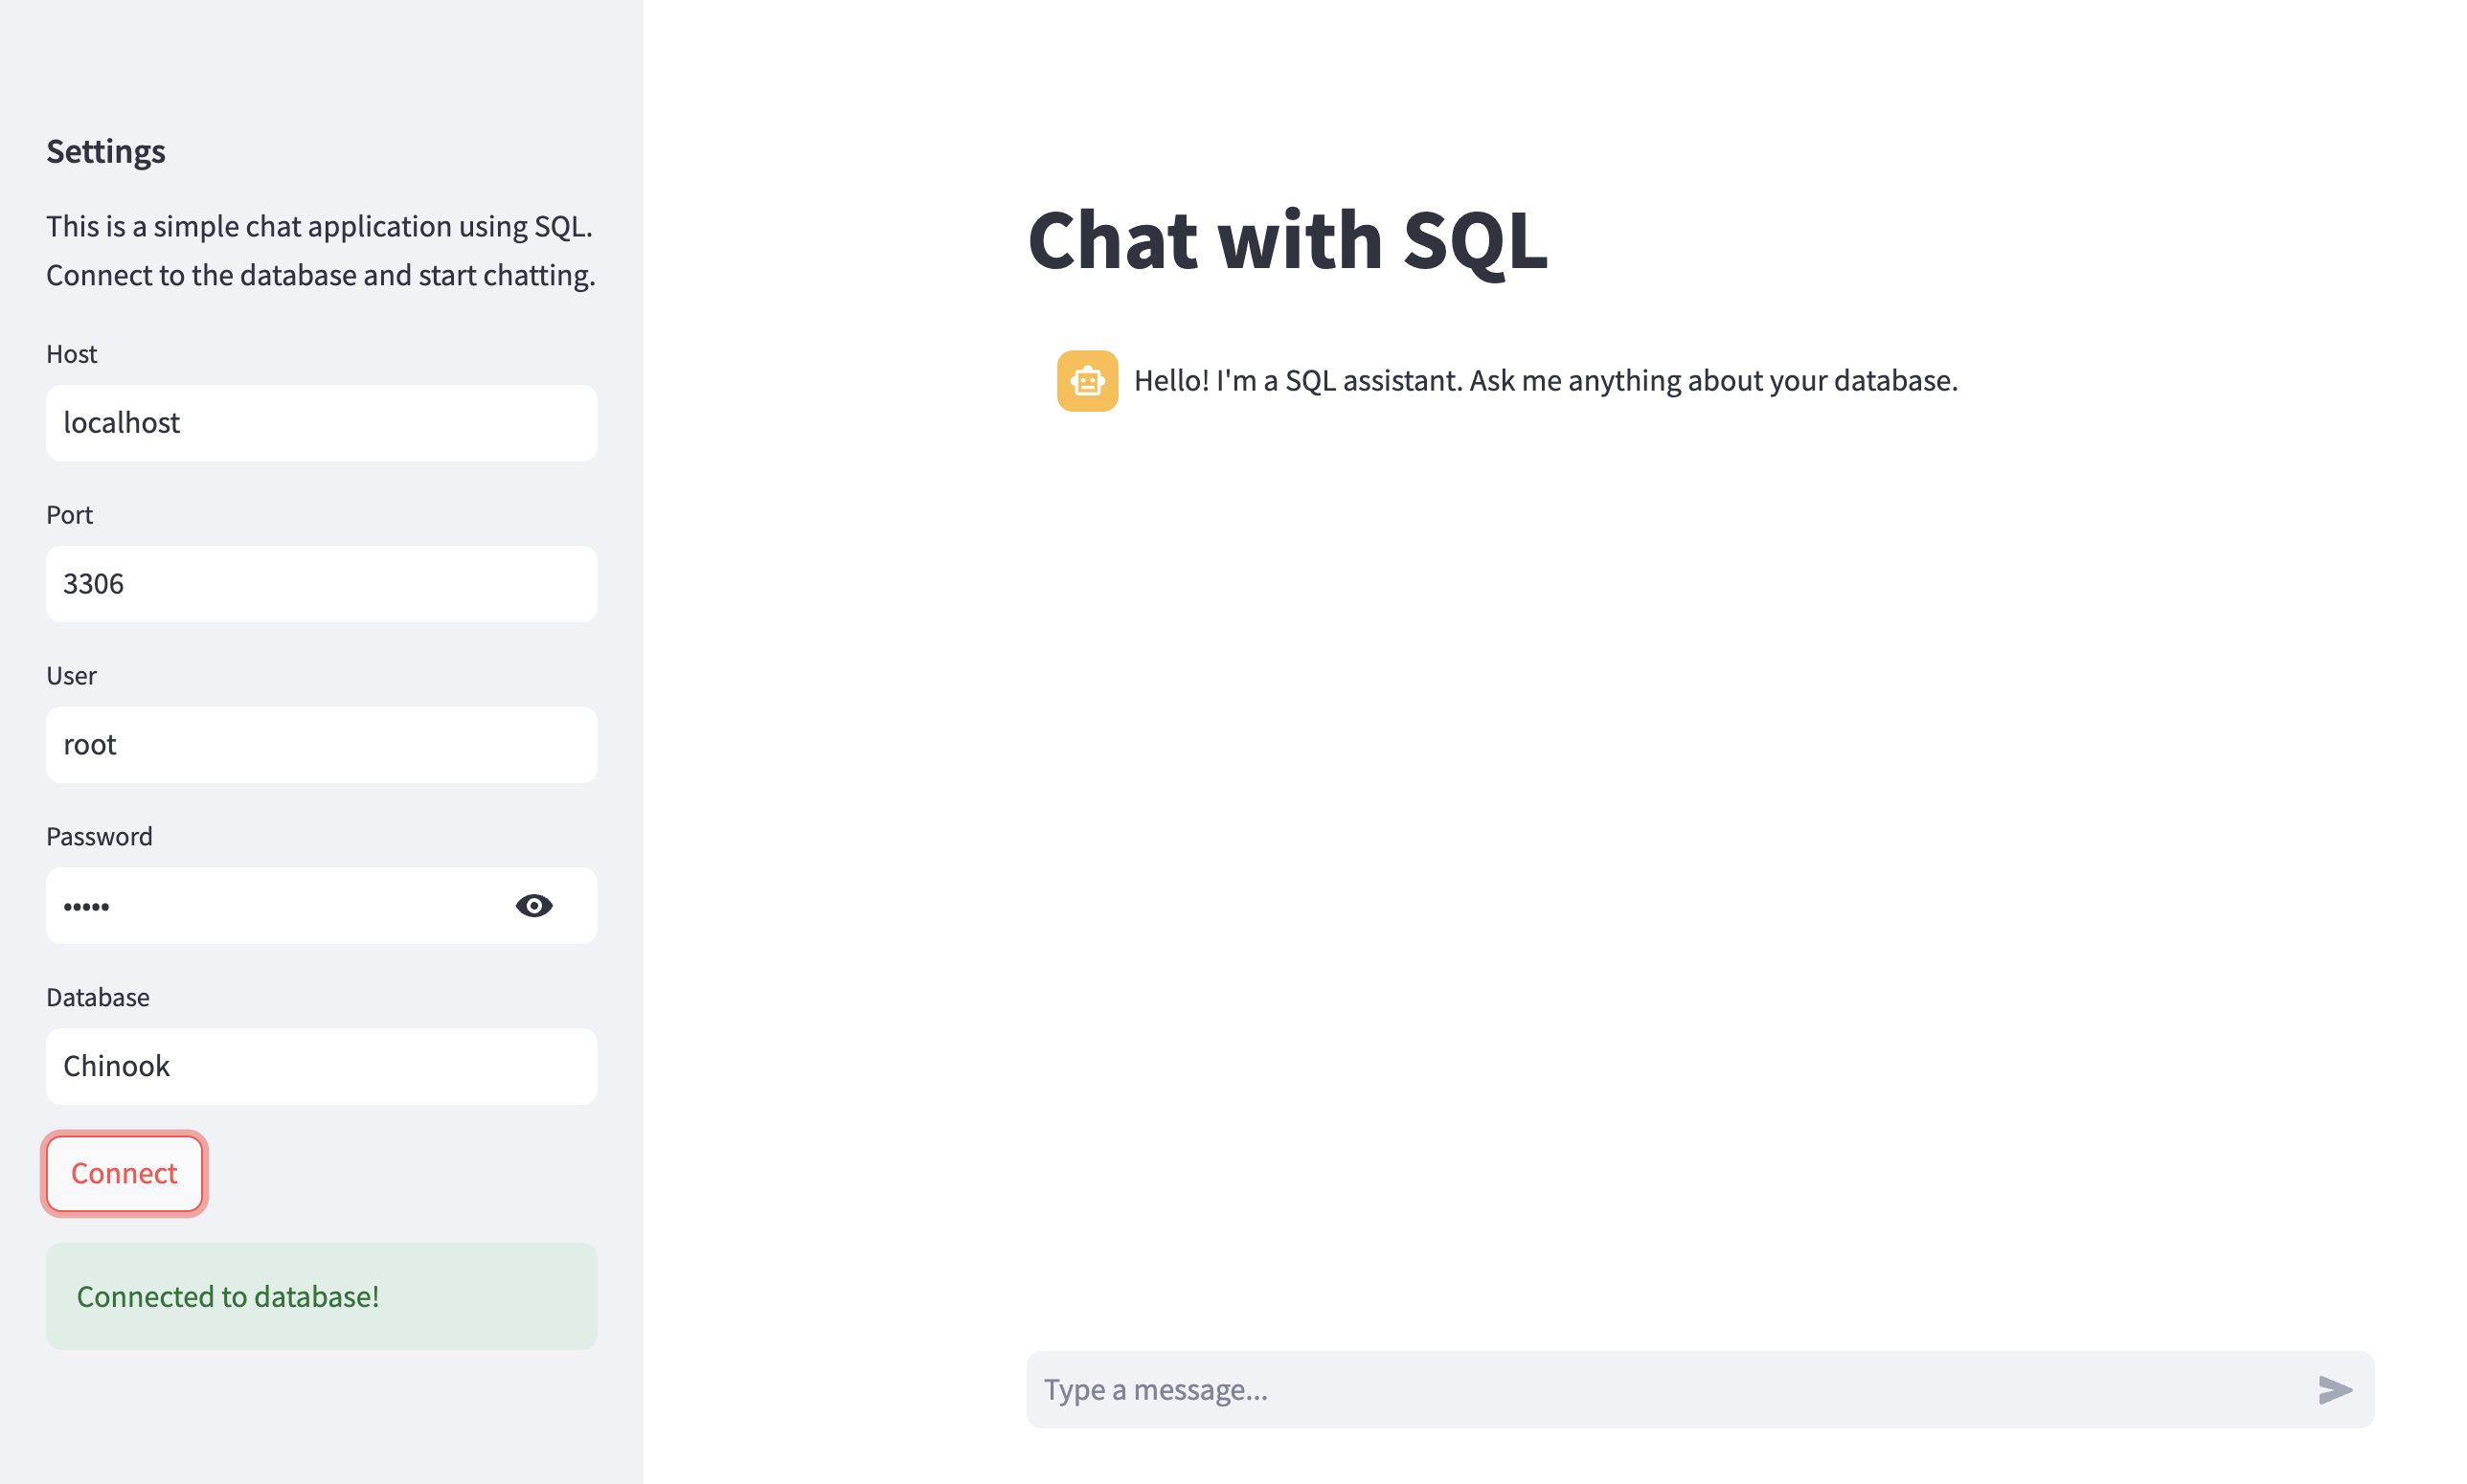 Settings
This is a simple chat application using SQL.
Connect to the database and start chatting.
Host
localhost
Port
3306
User
root
Password
•••••
Database
Chinook
Connect
Connected to database!
Chat with SQL
Hello! I'm a SQL assistant. Ask me anything about your database.
Type a message...